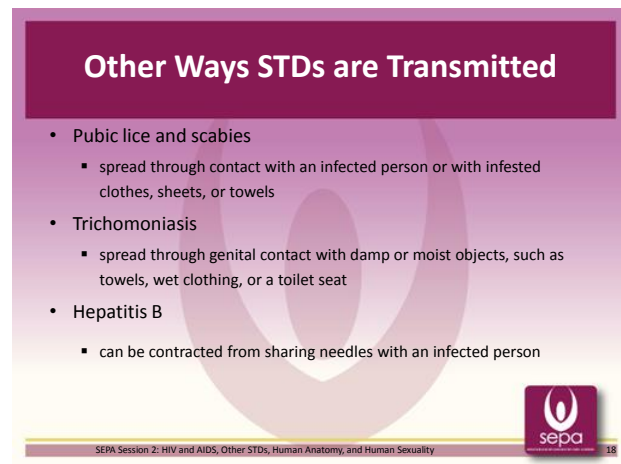 Other Ways STDs are Transmitted
• Pubic lice and scabies
▪ spread through contact with an infected person or with infested
clothes, sheets, or towels
• Trichomoniasis
▪ spread through genital contact with damp or moist objects, such as
towels, wet clothing, or a toilet seat
• Hepatitis B
▪ can be contracted from sharing needles with an infected person
sepa
SEPA Session 2: HIV and AIDS, Other STDs, Human Anatomy, and Human Sexuality
18